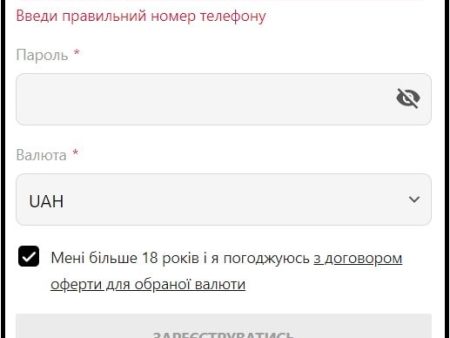 Введи правильний номер телефону
Пароль *
Валюта *
UAH
Мені більше 18 років і я погоджуюсь з договором
оферти для обраної валюти
ЗАРЕЄСТРУВАТИСЬ